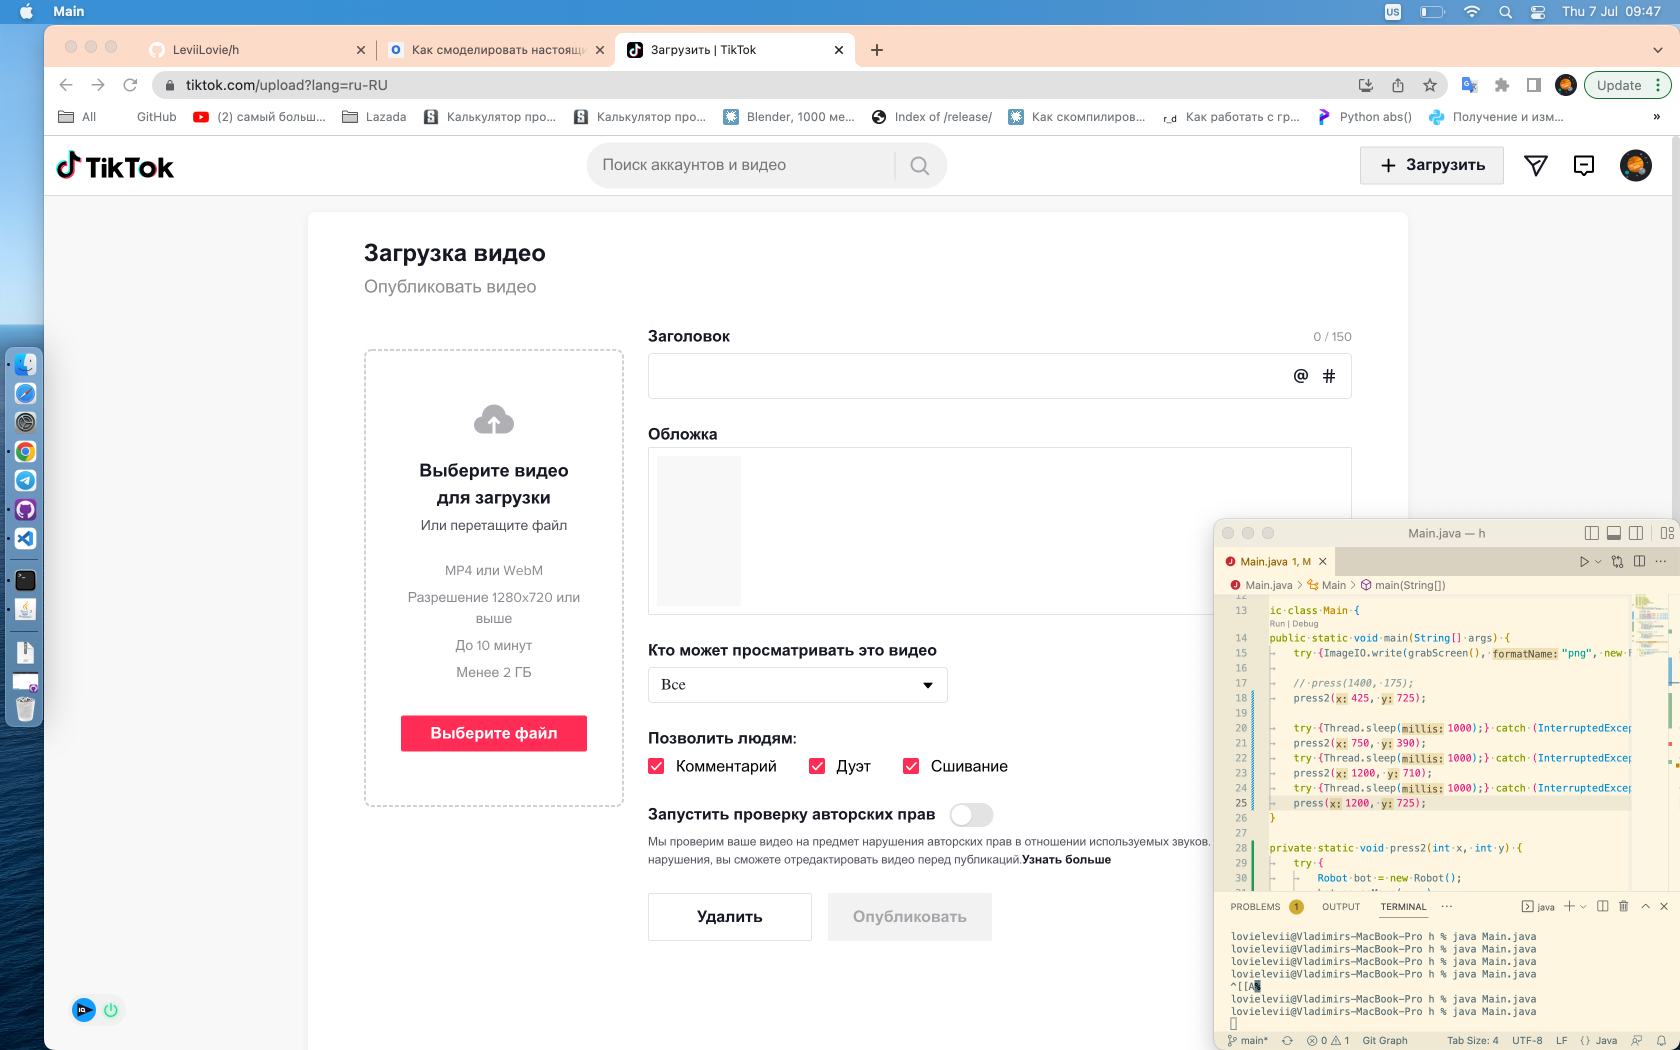 Main
US
Thu 7 Jul 09:47
LeviiLovie/h
Как смоделировать настоящи
Загрузить | TikTok
tiktok.com/upload?lang=ru-RU
Update
All
GitHub
(2) самый больш...
Lazada
Калькулятор про...
Калькулятор про...
Blender, 1000 ме...
Index of /release/
Как скомпилиров...
r_d Как работать с гр...
Python abs()
Получение и изм...
»
TikTok
Поиск аккаунтов и видео
+ Загрузить
Загрузка видео
Опубликовать видео
Заголовок
0 / 150
@ #
Выберите видео
для загрузки
Или перетащите файл
MP4 или WebM
Разрешение 1280x720 или
выше
До 10 минут
Менее 2 ГБ
Выберите файл
Обложка
Кто может просматривать это видео
Все
Позволить людям:
Комментарий
Дуэт
Сшивание
Запустить проверку авторских прав
Мы проверим ваше видео на предмет нарушения авторских прав в отношении используемых звуков.
нарушения, вы сможете отредактировать видео перед публикацией.Узнать больше
Удалить
Опубликовать
Main.java — h
Main.java 1, M
Main.java > Main > main(String[])
12
13 ic class Main {
Run | Debug
14 public static void main(String[] args) {
15 try {ImageIO.write(grabScreen(), formatName: "png", new
16
17 // press(1400, 175);
18 press2(x: 425, y: 725);
19
20 try {Thread.sleep(millis: 1000);} catch (InterruptedExcep
21 press2(x: 750, y: 390);
22 try {Thread.sleep(millis: 1000);} catch (InterruptedExcep
23 press2(x: 1200, y: 710);
24 try {Thread.sleep(millis: 1000);} catch (InterruptedExcep
25 press(x: 1200, y: 725);
26 }
27
28 private static void press2(int x, int y) {
29 try {
30 Robot bot = new Robot();
PROBLEMS 1 OUTPUT TERMINAL ··· java
lovielevii@Vladimirs-MacBook-Pro h % java Main.java
lovielevii@Vladimirs-MacBook-Pro h % java Main.java
lovielevii@Vladimirs-MacBook-Pro h % java Main.java
lovielevii@Vladimirs-MacBook-Pro h % java Main.java
^[[A%
lovielevii@Vladimirs-MacBook-Pro h % java Main.java
lovielevii@Vladimirs-MacBook-Pro h % java Main.java
main* 0 1 Git Graph Tab Size: 4 UTF-8 LF {} Java